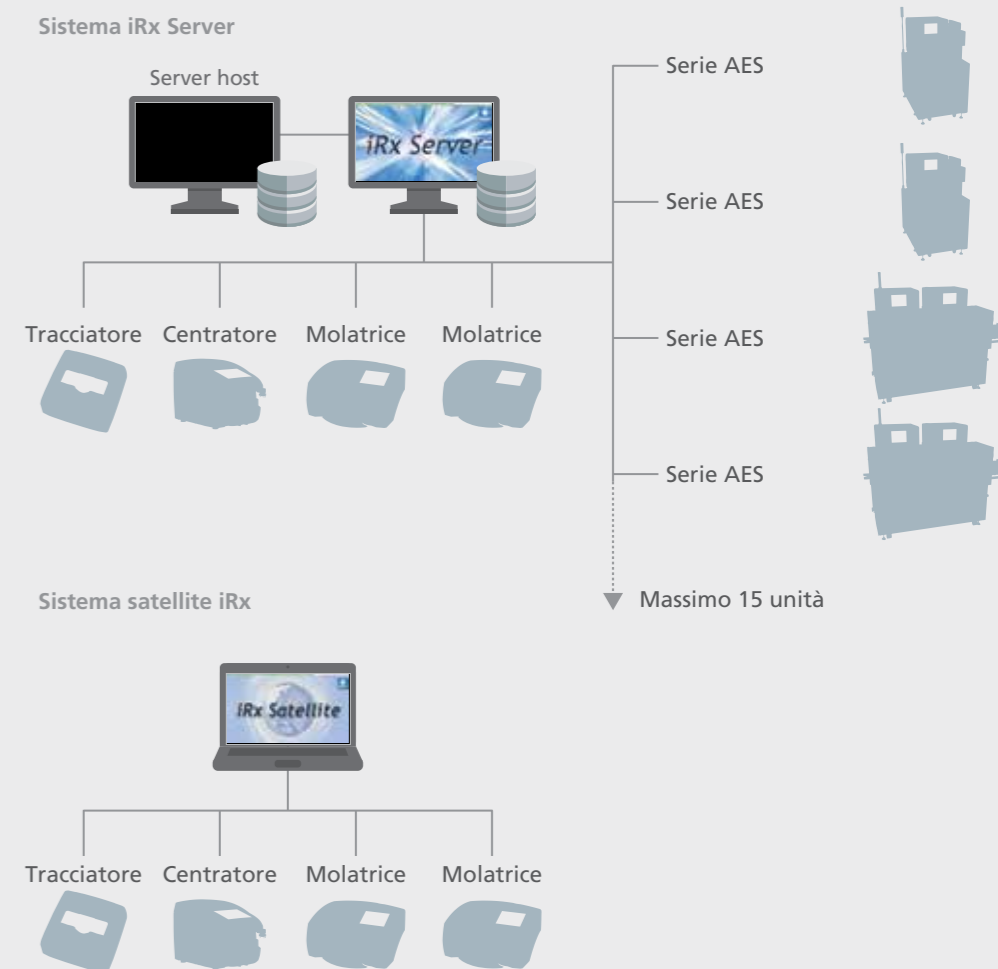 Sistema iRx Server
Server host
iRx Server
Serie AES
Serie AES
Serie AES
Serie AES
Tracciatore
Centratore
Molatrice
Molatrice
Massimo 15 unità
Sistema satellite iRx
iRx Satellite
Tracciatore
Centratore
Molatrice
Molatrice